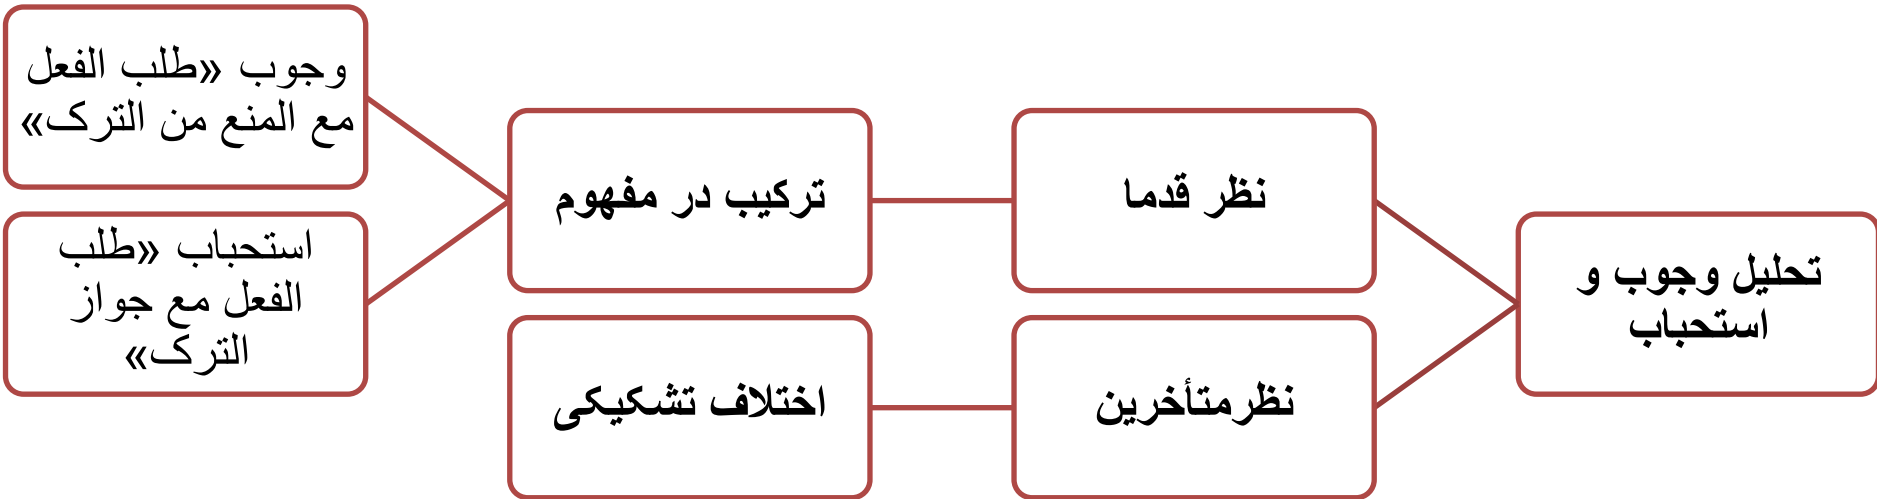 تحلیل وجوب و
استحباب
نظر قدما
ترکیب در مفهوم
وجوب «طلب الفعل
مع المنع من الترک»
استحباب «طلب
الفعل مع جواز
الترک»
نظرمتأخرین
اختلاف تشکیکی